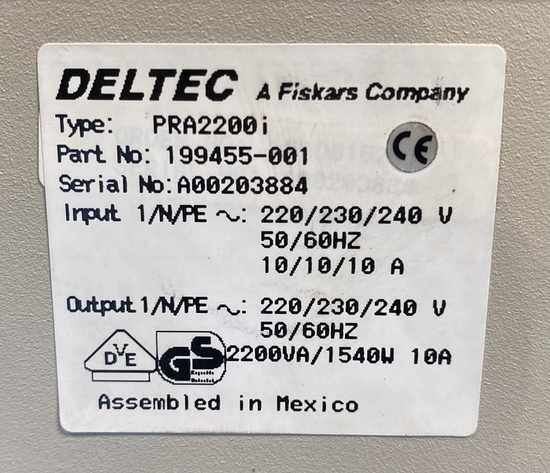 DELTEC A Fiskars Company
Type: PRA2200i
Part No: 199455-001
CE
Serial No: A00203884
Input 1/N/PE ~: 220/230/240 V
50/60HZ
10/10/10 A
Output 1/N/PE ~: 220/230/240 V
50/60HZ
2200VA/1540W 10A
VDE
GS
Assembled in Mexico